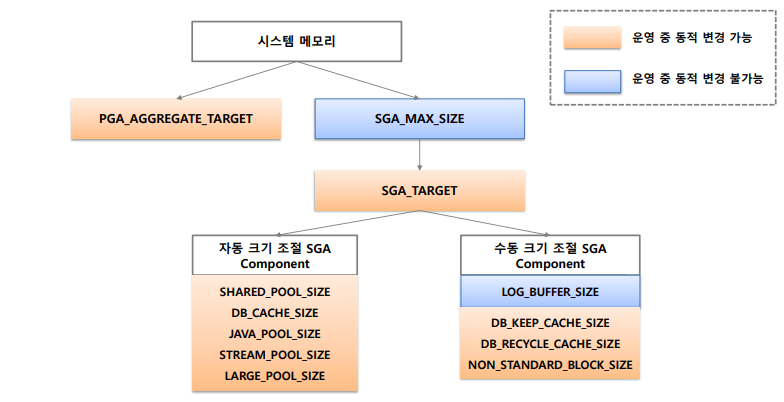 시스템 메모리
운영 중 동적 변경 가능
운영 중 동적 변경 불가능
PGA_AGGREGATE_TARGET
SGA_MAX_SIZE
SGA_TARGET
자동 크기 조절 SGA
Component
SHARED_POOL_SIZE
DB_CACHE_SIZE
JAVA_POOL_SIZE
STREAM_POOL_SIZE
LARGE_POOL_SIZE
수동 크기 조절 SGA
Component
LOG_BUFFER_SIZE
DB_KEEP_CACHE_SIZE
DB_RECYCLE_CACHE_SIZE
NON_STANDARD_BLOCK_SIZE